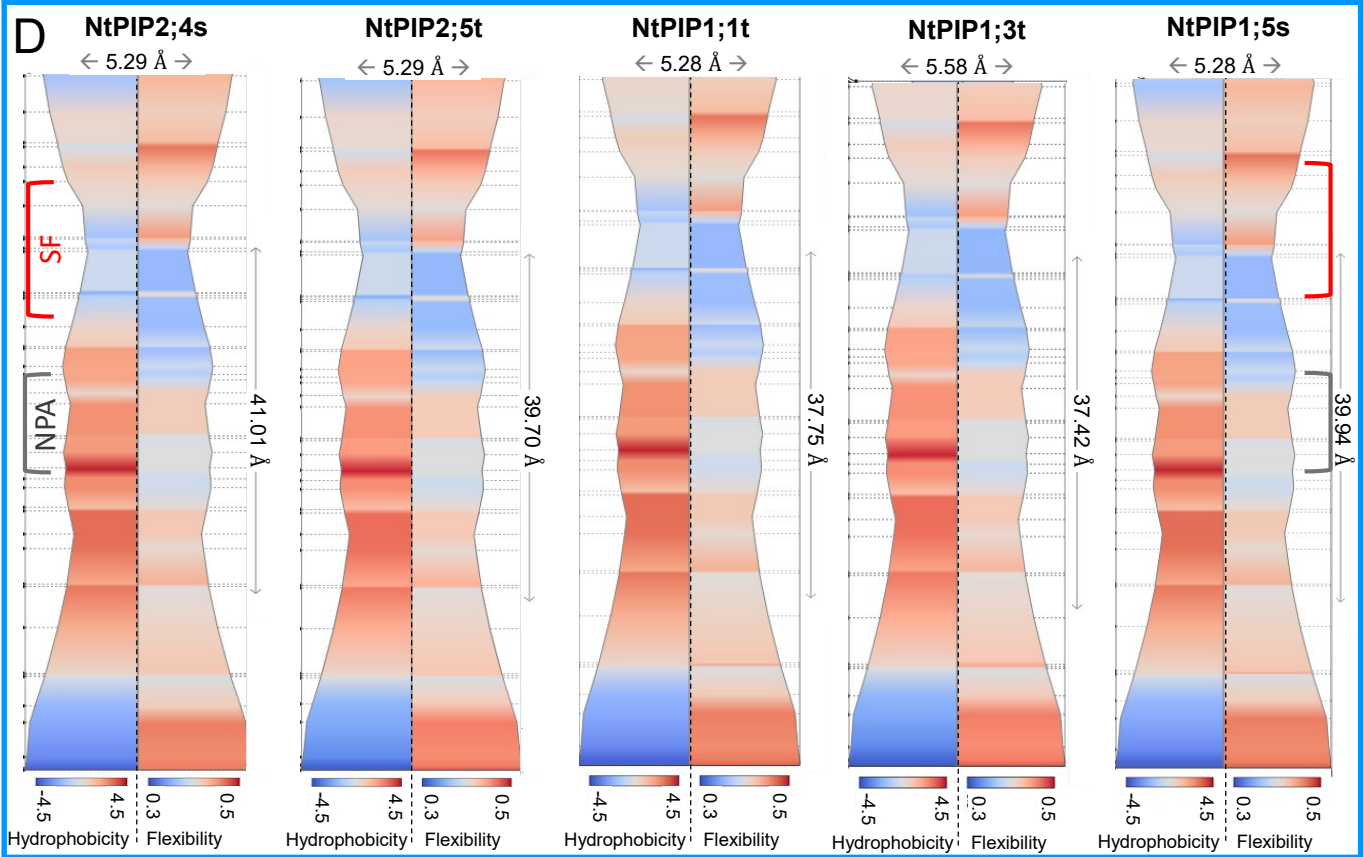 D
NtPIP2;4s
NtPIP2;5t
NtPIP1;1t
NtPIP1;3t
NtPIP1;5s
← 5.29 Å →
← 5.29 Å →
← 5.28 Å →
← 5.58 Å →
← 5.28 Å →
SF
NPA
41.01 Å
39.70 Å
37.75 Å
37.42 Å
39.94 Å
-4.5 4.5 0.3 0.5
-4.5 4.5 0.3 0.5
-4.5 4.5 0.3 0.5
-4.5 4.5 0.3 0.5
-4.5 4.5 0.3 0.5
Hydrophobicity Flexibility
Hydrophobicity Flexibility
Hydrophobicity Flexibility
Hydrophobicity Flexibility
Hydrophobicity Flexibility